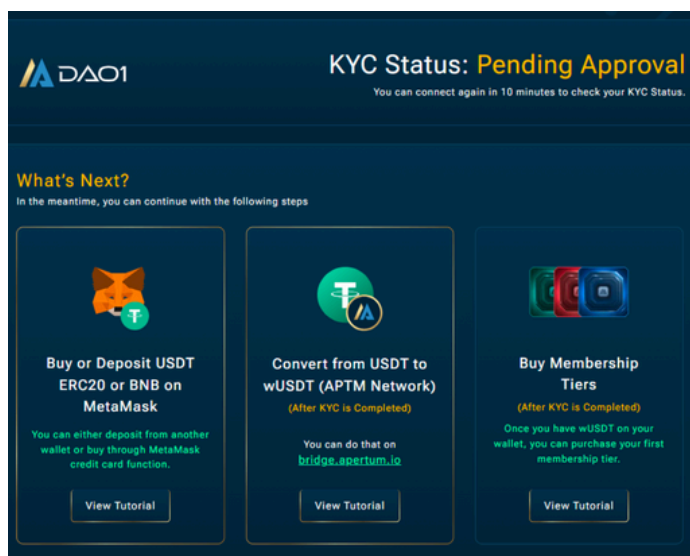 DAO1
KYC Status: Pending Approval
You can connect again in 10 minutes to check your KYC Status.
What's Next?
In the meantime, you can continue with the following steps
Buy or Deposit USDT
ERC20 or BNB on
MetaMask
You can either deposit from another
wallet or buy through MetaMask
credit card function.
View Tutorial
Convert from USDT to
wUSDT (APTM Network)
(After KYC is Completed)
You can do that on
bridge.apertum.io
View Tutorial
Buy Membership
Tiers
(After KYC is Completed)
Once you have wUSDT on your
wallet, you can purchase your first
membership tier.
View Tutorial